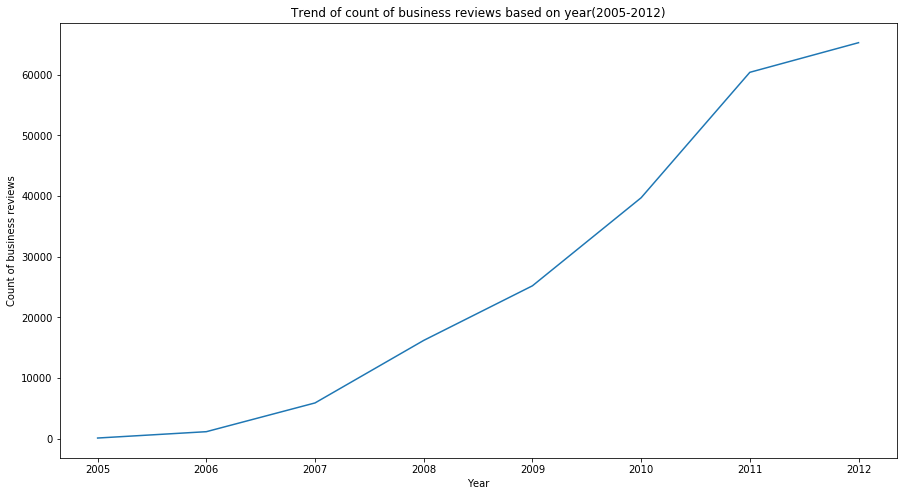 Trend of count of business reviews based on year(2005-2012)
Count of business reviews
60000
50000
40000
30000
20000
10000
0
2005 2006 2007 2008 2009 2010 2011 2012
Year